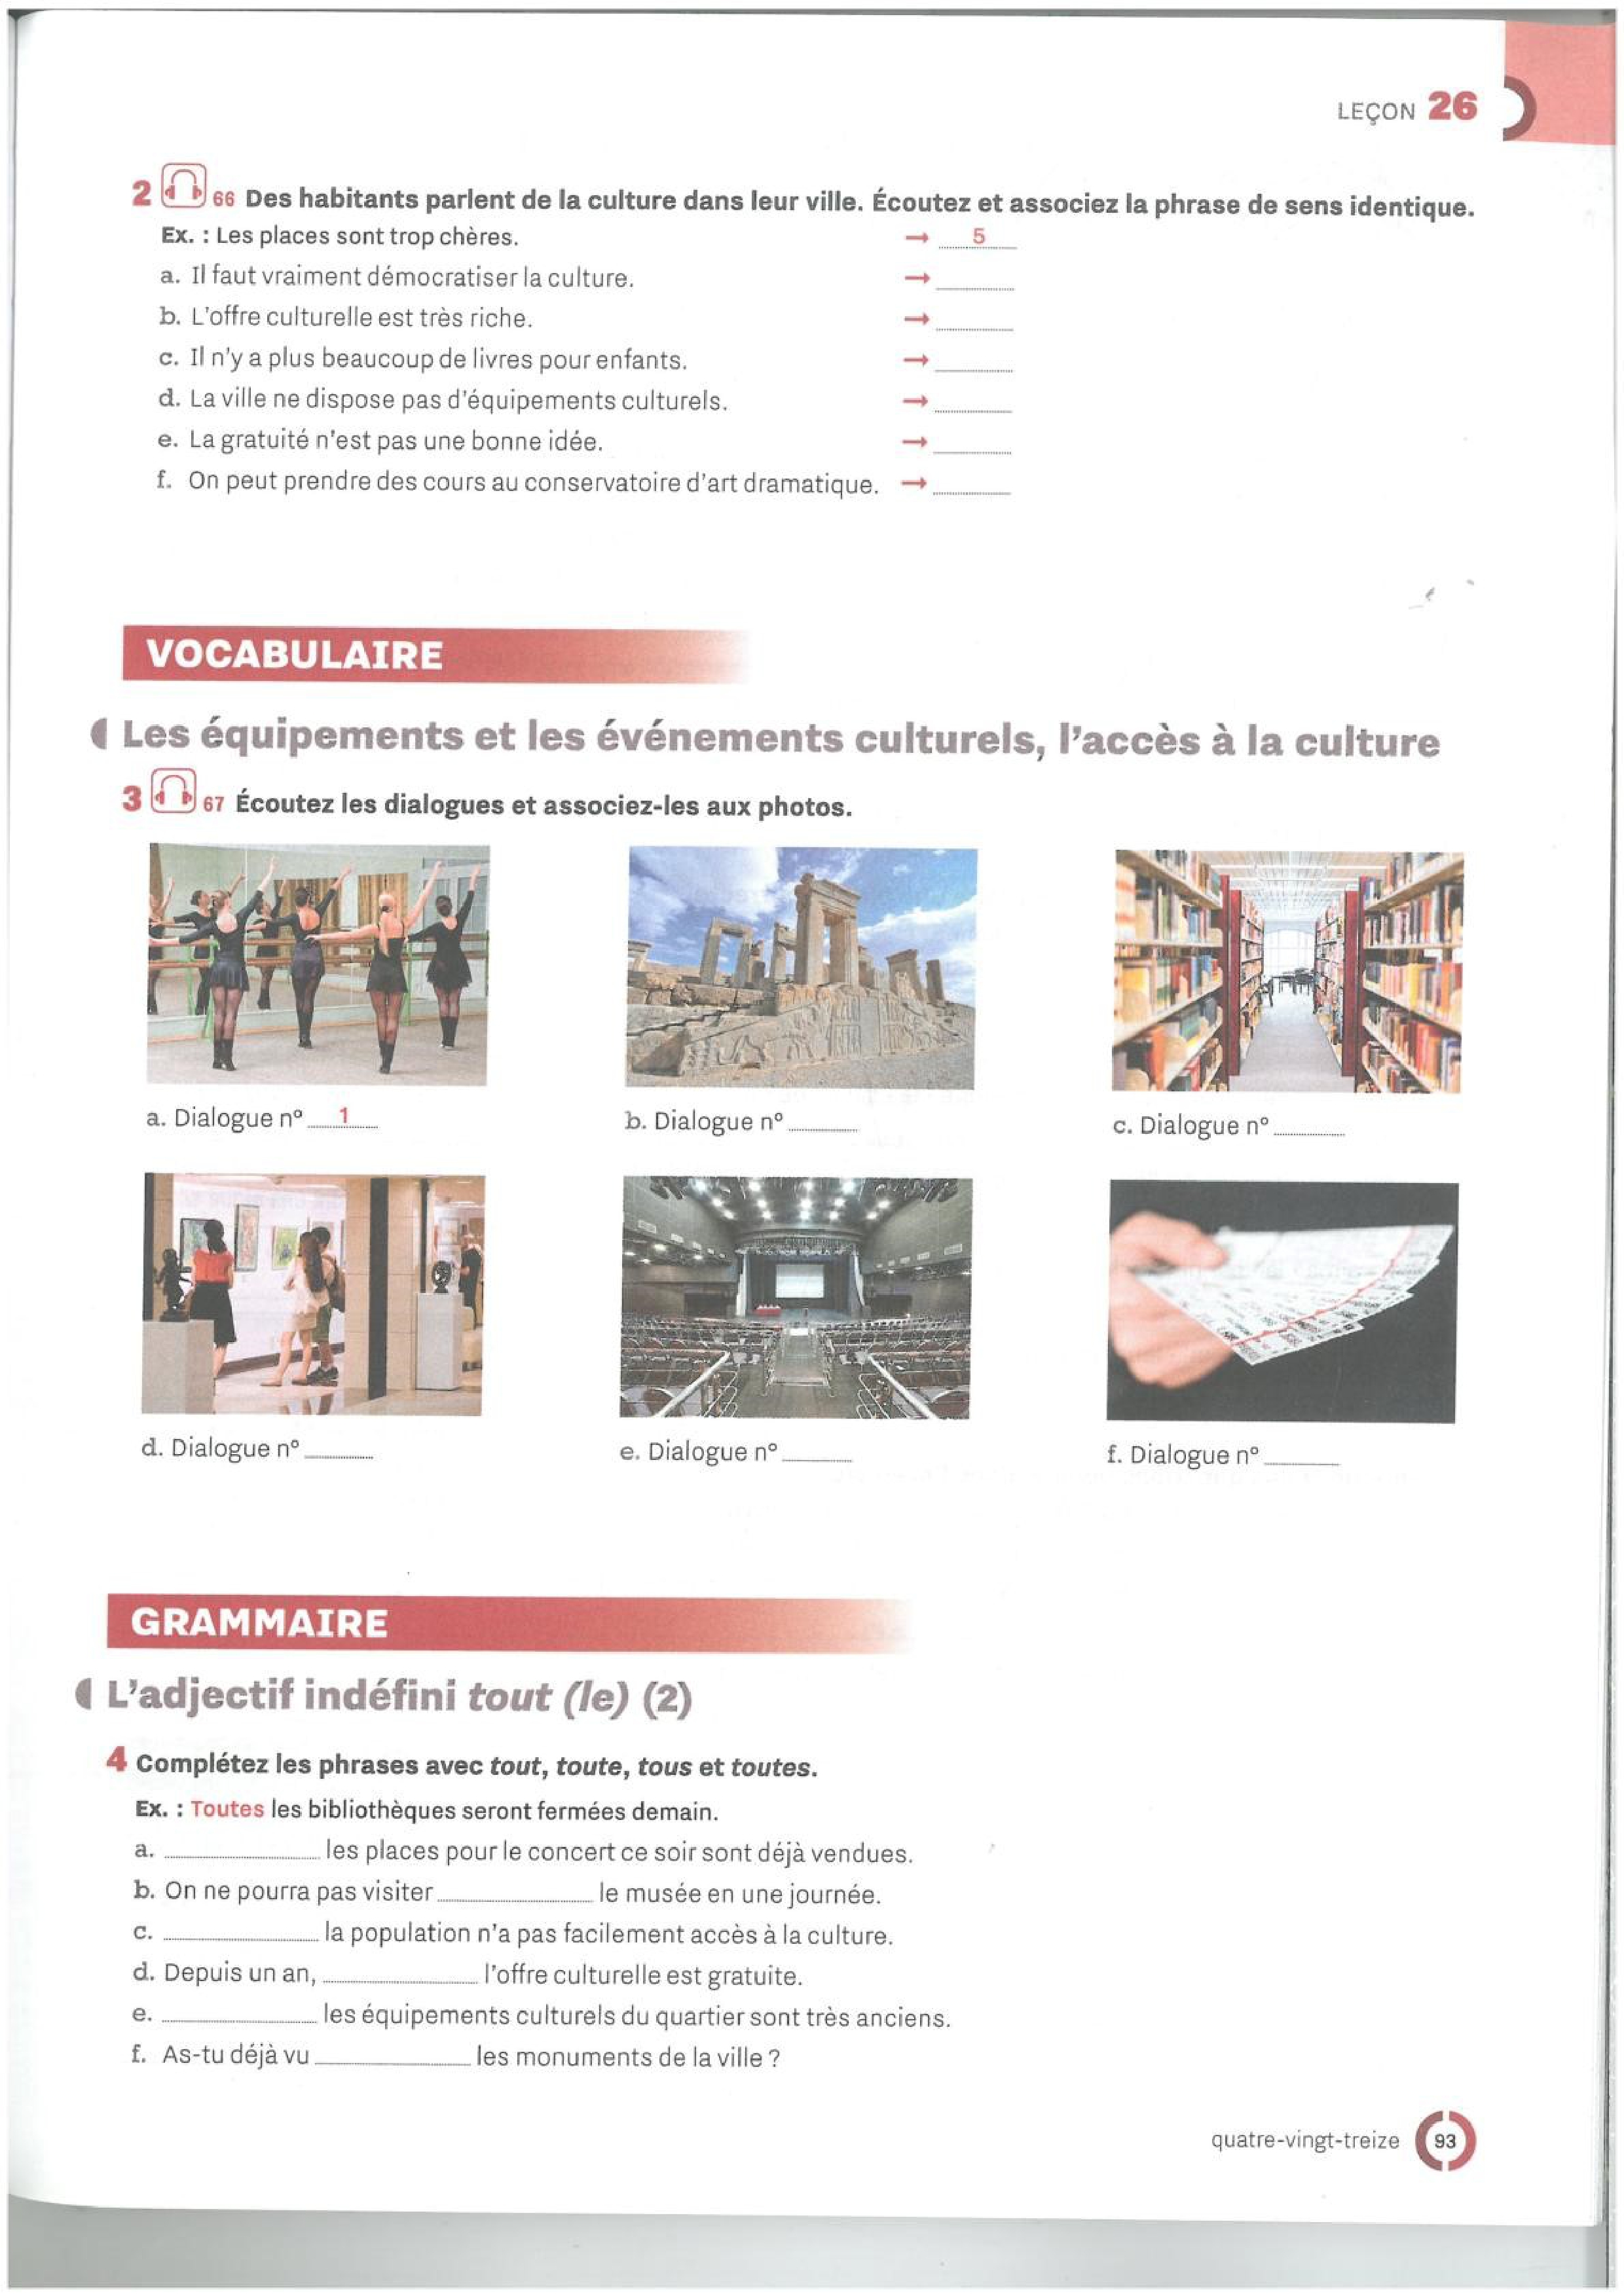 LEÇON 26
2 66 Des habitants parlent de la culture dans leur ville. Écoutez et associez la phrase de sens identique.
Ex. : Les places sont trop chères. → 5
a. Il faut vraiment démocratiser la culture. →
b. L'offre culturelle est très riche. →
c. Il n'y a plus beaucoup de livres pour enfants. →
d. La ville ne dispose pas d'équipements culturels. →
e. La gratuité n'est pas une bonne idée. →
f. On peut prendre des cours au conservatoire d'art dramatique. →
VOCABULAIRE
Les équipements et les événements culturels, l'accès à la culture
3 67 Écoutez les dialogues et associez-les aux photos.
a. Dialogue nº 1
b. Dialogue nº
c. Dialogue nº
d. Dialogue nº
e. Dialogue nº
f. Dialogue nº
GRAMMAIRE
L'adjectif indéfini tout (le) (2)
4 Complétez les phrases avec tout, toute, tous et toutes.
Ex. : Toutes les bibliothèques seront fermées demain.
a. les places pour le concert ce soir sont déjà vendues.
b. On ne pourra pas visiter le musée en une journée.
c. la population n'a pas facilement accès à la culture.
d. Depuis un an, l'offre culturelle est gratuite.
e. les équipements culturels du quartier sont très anciens.
f. As-tu déjà vu les monuments de la ville ?
quatre-vingt-treize 93